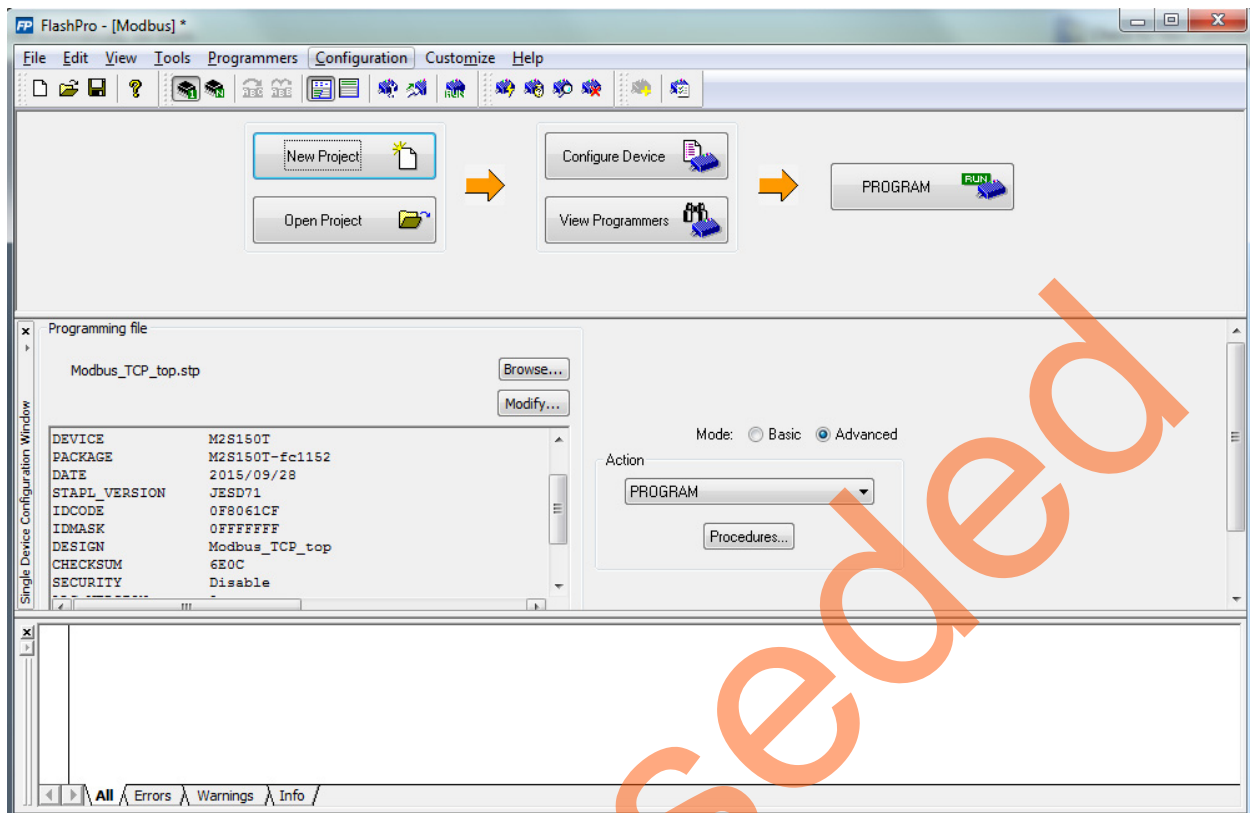 FP FlashPro - [Modbus] *
File Edit View Tools Programmers Configuration Customize Help
New Project
Open Project
Configure Device
View Programmers
PROGRAM
RUN
Single Device Configuration Window
Programming file
Modbus_TCP_top.stp
Browse...
Modify...
DEVICE M2S150T
PACKAGE M2S150T-fc1152
DATE 2015/09/28
STAPL_VERSION JESD71
IDCODE 0F8061CF
IDMASK 0FFFFFFF
DESIGN Modbus_TCP_top
CHECKSUM 6E0C
SECURITY Disable
Mode: Basic Advanced
Action
PROGRAM
Procedures...
All Errors Warnings Info
seded